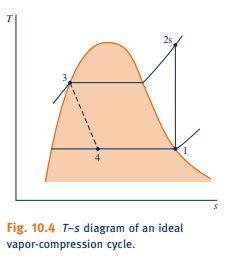 T
2s
3
4
1
s
Fig. 10.4 T–s diagram of an ideal
vapor-compression cycle.